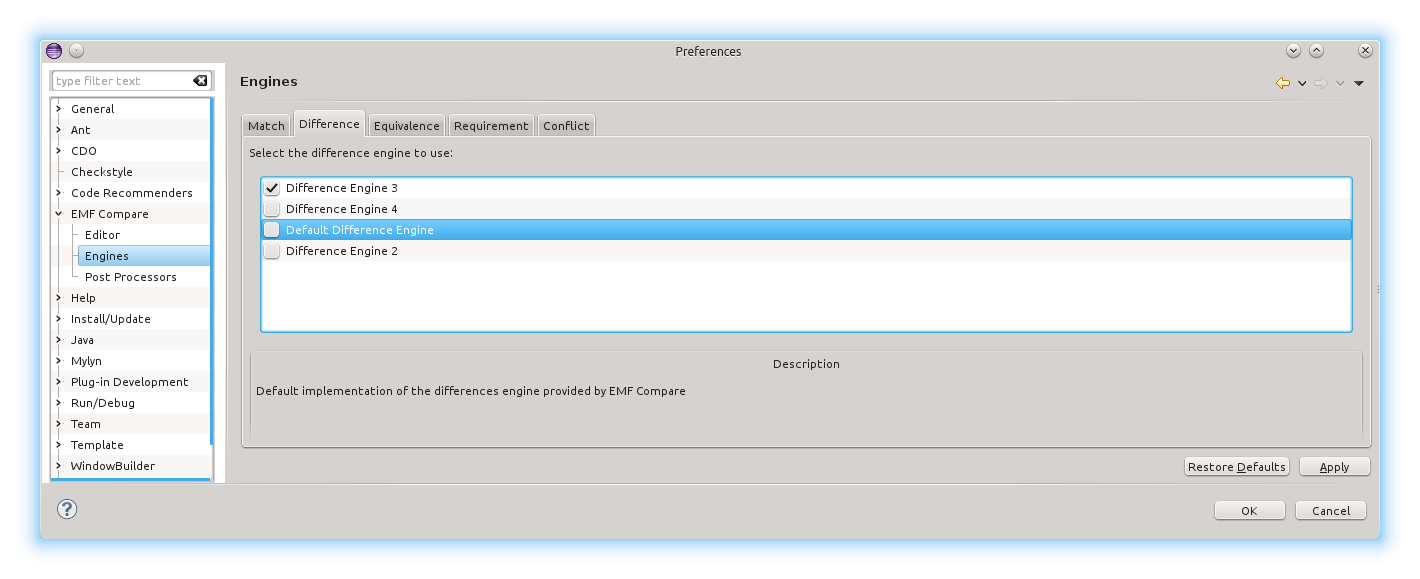 Preferences
type filter text
General
Ant
CDO
Checkstyle
Code Recommenders
EMF Compare
Editor
Engines
Post Processors
Help
Install/Update
Java
Mylyn
Plug-in Development
Run/Debug
Team
Template
WindowBuilder
Engines
Match Difference Equivalence Requirement Conflict
Select the difference engine to use:
Difference Engine 3
Difference Engine 4
Default Difference Engine
Difference Engine 2
Description
Default implementation of the differences engine provided by EMF Compare
Restore Defaults Apply
? OK Cancel